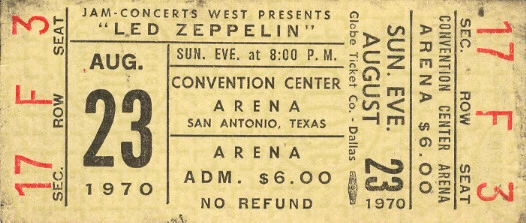 SEAT 3
ROW F
SEC. 17
JAM-CONCERTS WEST PRESENTS
"LED ZEPPELIN"
AUG.
23
1970
SUN. EVE. at 8:00 P.M.
CONVENTION CENTER
ARENA
SAN ANTONIO, TEXAS
ARENA
ADM. $6.00
NO REFUND
Globe Ticket Co. - Dallas
SUN. EVE.
AUGUST 23
1970
CONVENTION CENTER ARENA
ARENA $6.00
SEC. 17
ROW F
SEAT 3